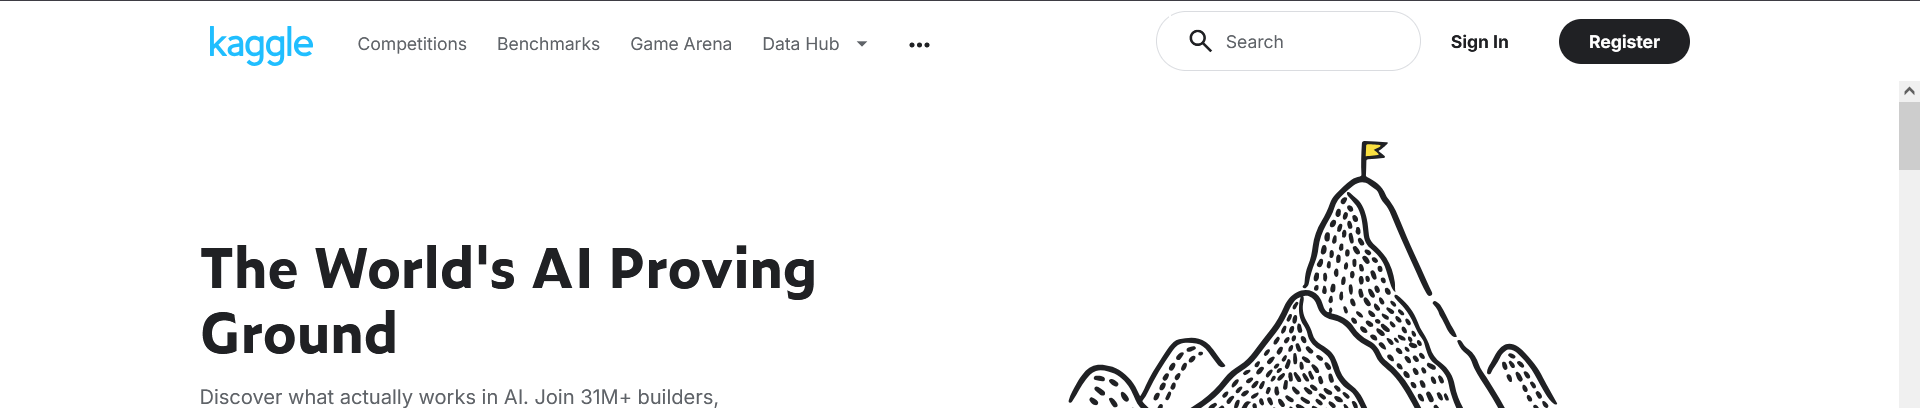 kaggle Competitions Benchmarks Game Arena Data Hub Search Sign In Register
The World's AI Proving
Ground
Discover what actually works in AI. Join 31M+ builders,